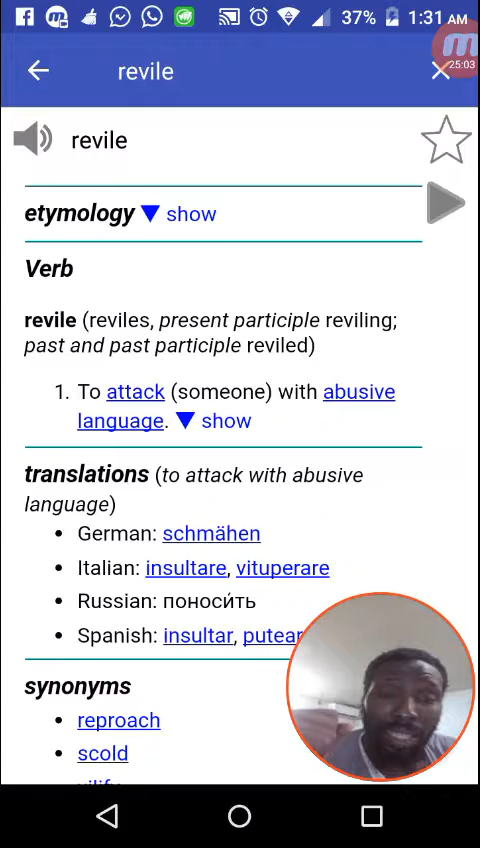 37% 1:31 AM
revile
25:03
revile
etymology ▼ show
Verb
revile (reviles, present participle reviling;
past and past participle reviled)
1. To attack (someone) with abusive
language. ▼ show
translations (to attack with abusive
language)
• German: schmähen
• Italian: insultare, vituperare
• Russian: поноси́ть
• Spanish: insultar, putear
synonyms
• reproach
• scold